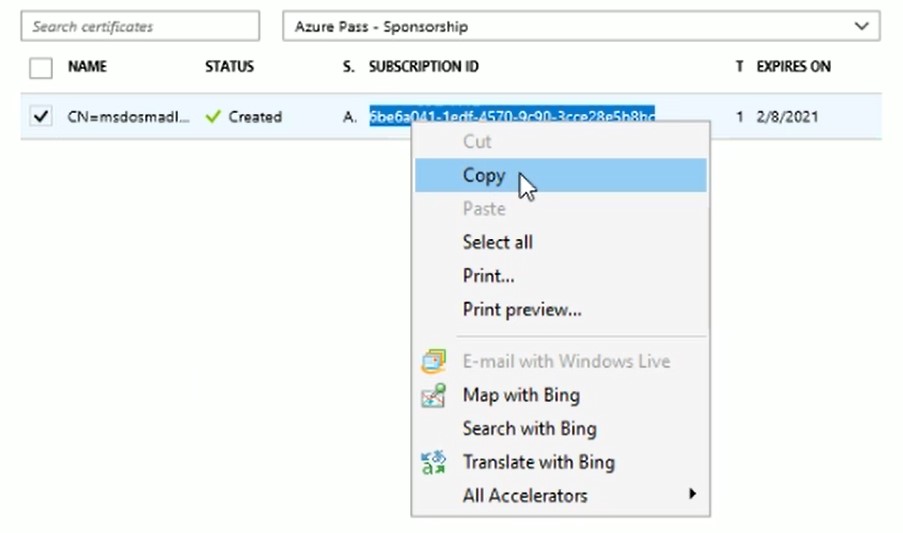 Search certificates
Azure Pass - Sponsorship
NAME STATUS S. SUBSCRIPTION ID T EXPIRES ON
CN=msdosmadl... Created A. 6be6a041-1edf-4570-9c90-3cce28e5b8bc 1 2/8/2021
Cut
Copy
Paste
Select all
Print...
Print preview...
E-mail with Windows Live
Map with Bing
Search with Bing
Translate with Bing
All Accelerators